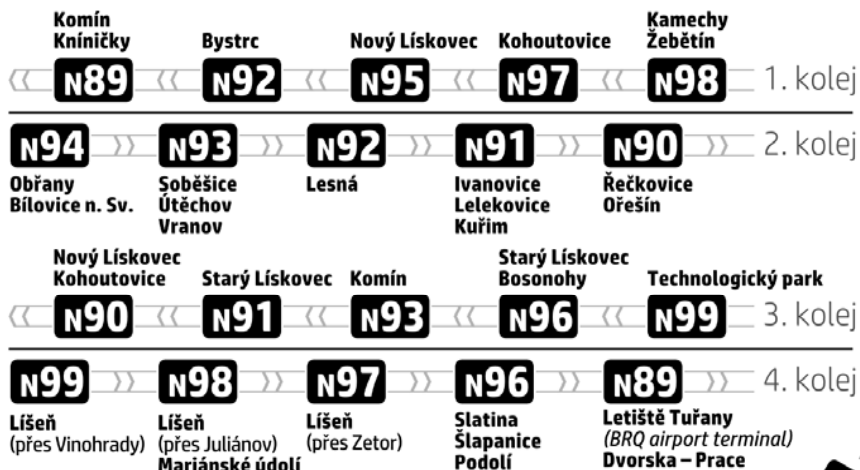 Komín
Kníničky
Bystrc
Nový Lískovec
Kohoutovice
Kamechy
Žebětín
N89 N92 N95 N97 N98 1. kolej
N94 N93 N92 N91 N90 2. kolej
Obřany
Bílovice n. Sv.
Soběšice
Útěchov
Vranov
Lesná
Ivanovice
Lelekovice
Kuřim
Řečkovice
Ořešín
Nový Lískovec
Kohoutovice
Starý Lískovec
Komín
Starý Lískovec
Bosonohy
Technologický park
N90 N91 N93 N96 N99 3. kolej
N99 N98 N97 N96 N89 4. kolej
Líšeň
(přes Vinohrady)
Líšeň
(přes Juliánov)
Mariánské údolí
Líšeň
(přes Zetor)
Slatina
Šlapanice
Podolí
Letiště Tuřany
(BRQ airport terminal)
Dvorska – Prace